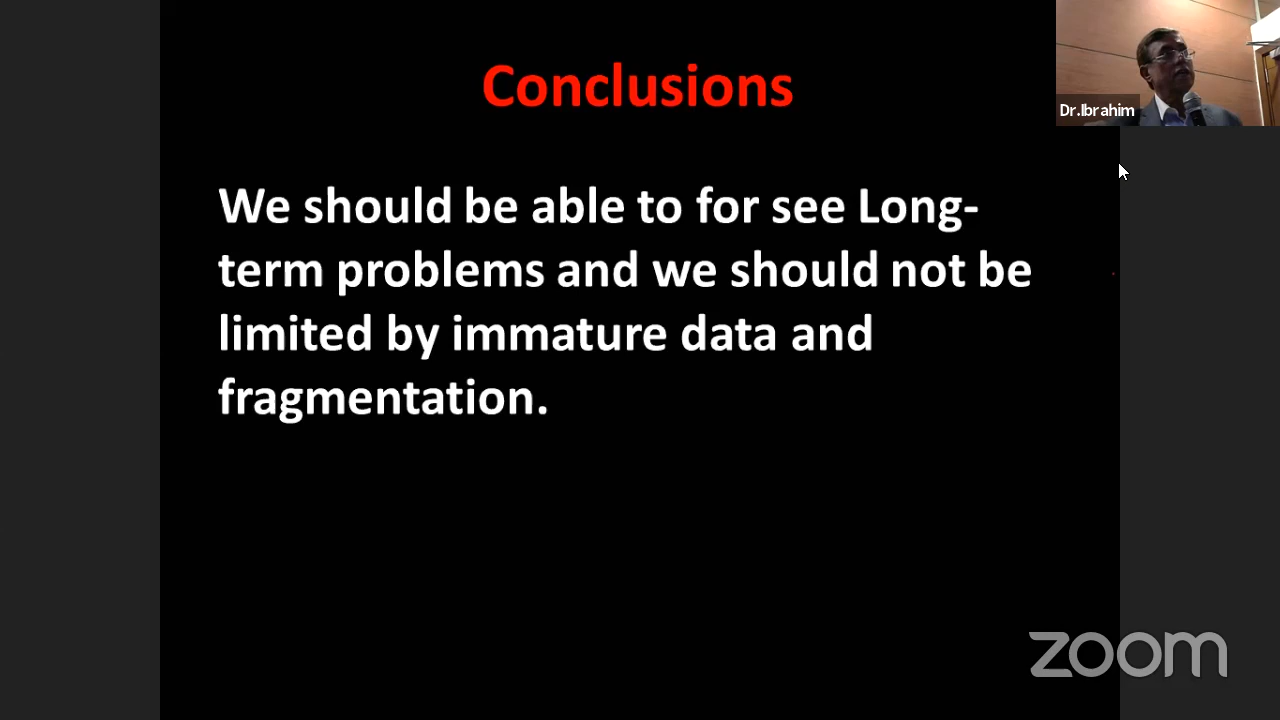 Conclusions
Dr.Ibrahim
We should be able to for see Long-
term problems and we should not be
limited by immature data and
fragmentation.
zoom